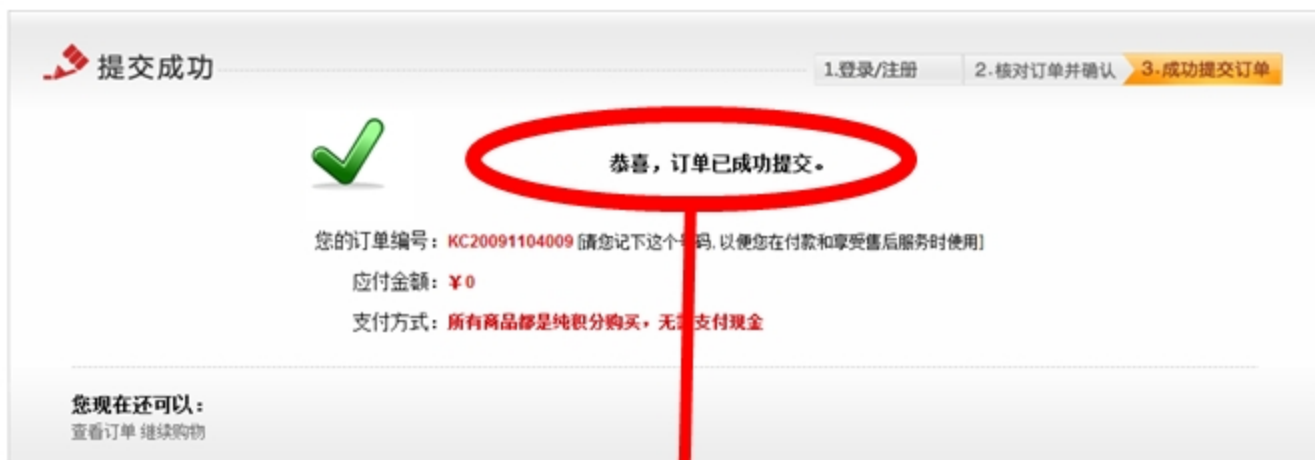 提交成功
1.登录/注册
2.核对订单并确认
3.成功提交订单
恭喜，订单已成功提交。
您的订单编号：KC20091104009 [请您记下这个号码,以便您在付款和享受售后服务时使用]
应付金额：¥0
支付方式：所有商品都是纯积分购买，无需支付现金
您现在还可以：
查看订单 继续购物